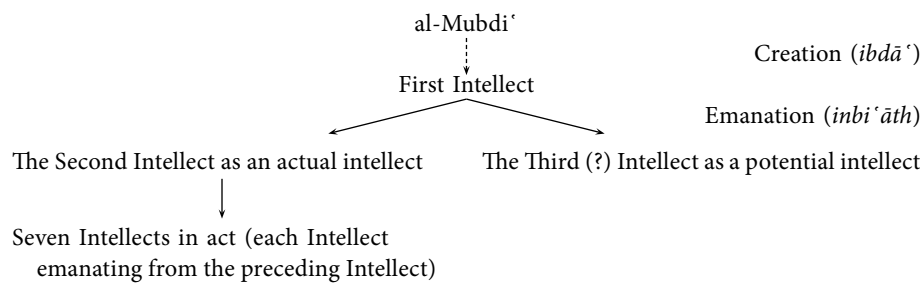 al-Mubdiʿ
Creation (ibdāʿ)
First Intellect
Emanation (inbiʿāth)
The Second Intellect as an actual intellect
The Third (?) Intellect as a potential intellect
Seven Intellects in act (each Intellect
emanating from the preceding Intellect)